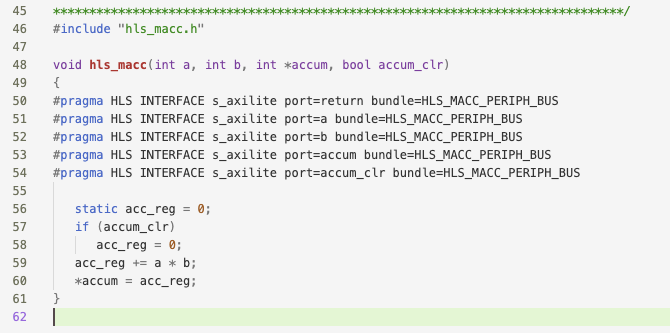 45 *******************************************************************************/
46 #include "hls_macc.h"
47
48 void hls_macc(int a, int b, int *accum, bool accum_clr)
49 {
50 #pragma HLS INTERFACE s_axilite port=return bundle=HLS_MACC_PERIPH_BUS
51 #pragma HLS INTERFACE s_axilite port=a bundle=HLS_MACC_PERIPH_BUS
52 #pragma HLS INTERFACE s_axilite port=b bundle=HLS_MACC_PERIPH_BUS
53 #pragma HLS INTERFACE s_axilite port=accum bundle=HLS_MACC_PERIPH_BUS
54 #pragma HLS INTERFACE s_axilite port=accum_clr bundle=HLS_MACC_PERIPH_BUS
55
56    static acc_reg = 0;
57    if (accum_clr)
58       acc_reg = 0;
59    acc_reg += a * b;
60    *accum = acc_reg;
61 }
62